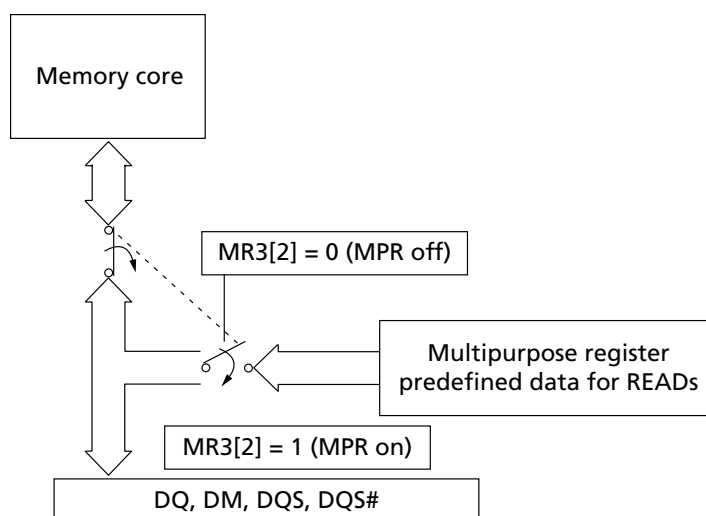 Memory core
MR3[2] = 0 (MPR off)
Multipurpose register
predefined data for READs
MR3[2] = 1 (MPR on)
DQ, DM, DQS, DQS#